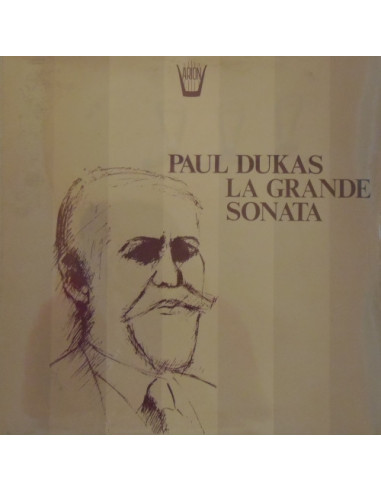 ARION
PAUL DUKAS
LA GRANDE
SONATA